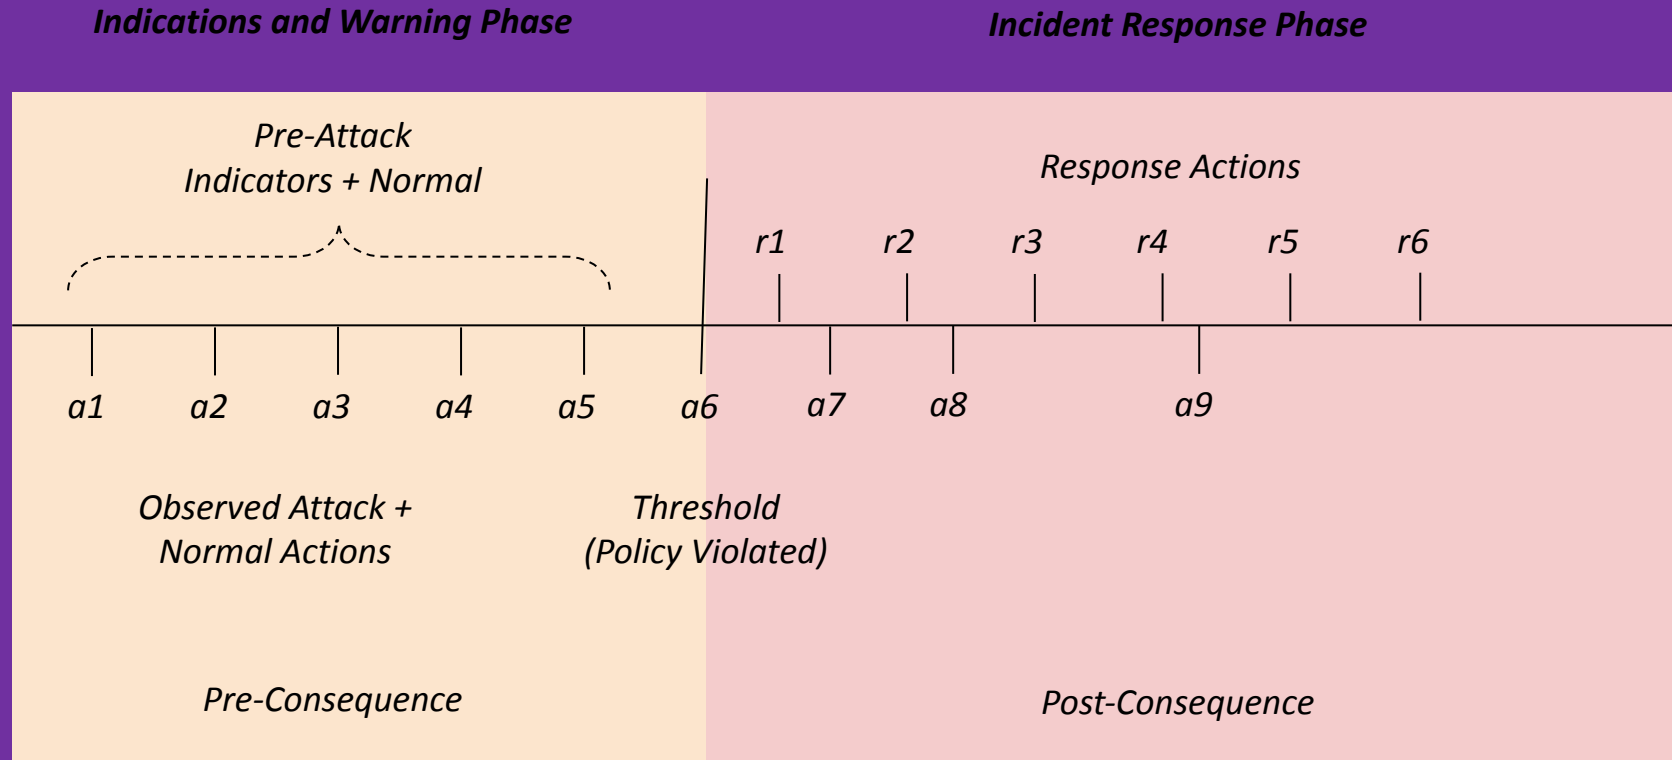 Indications and Warning Phase
Incident Response Phase
Pre-Attack
Indicators + Normal
Response Actions
r1 r2 r3 r4 r5 r6
a1 a2 a3 a4 a5 a6 a7 a8 a9
Observed Attack +
Normal Actions
Threshold
(Policy Violated)
Pre-Consequence
Post-Consequence